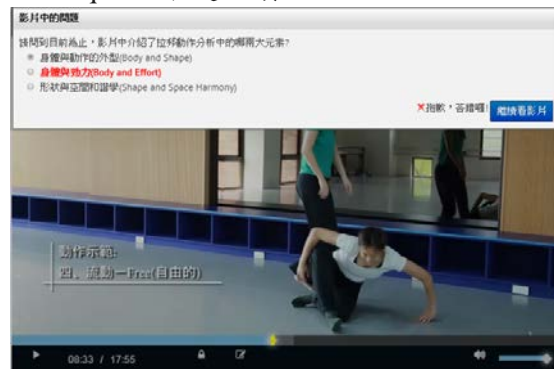 影片中的問題
請問到目前為止,影片中介紹了拉邦動作分析中的哪兩大元素?
身體與動作的外型(Body and Shape)
身體與勁力(Body and Effort)
形狀與空間和諧學(Shape and Space Harmony)
✕抱歉,答錯囉! 繼續看影片
動作示範:
四、流動－Free(自由的)
08:33 / 17:55